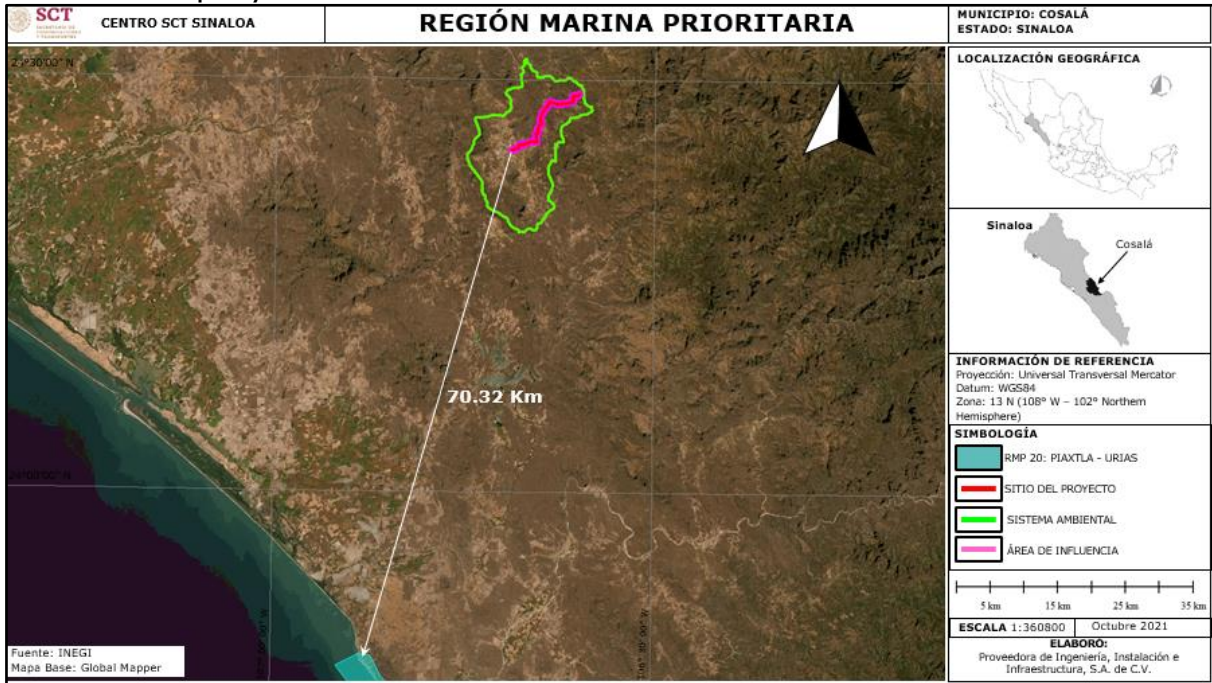 SCT
CENTRO SCT SINALOA
REGIÓN MARINA PRIORITARIA
MUNICIPIO: COSALÁ
ESTADO: SINALOA
LOCALIZACIÓN GEOGRÁFICA
Sinaloa
Cosalá
INFORMACIÓN DE REFERENCIA
Proyección: Universal Transversal Mercator
Datum: WGS84
Zona: 13 N (108° W – 102° Northern
Hemisphere)
SIMBOLOGÍA
RMP 20: PIAXTLA - URIAS
SITIO DEL PROYECTO
SISTEMA AMBIENTAL
ÁREA DE INFLUENCIA
5 km 15 km 25 km 35 km
ESCALA 1:360800
Octubre 2021
ELABORO:
Proveedora de Ingeniería, Instalación e
Infraestructura, S.A. de C.V.
70.32 Km
Fuente: INEGI
Mapa Base: Global Mapper